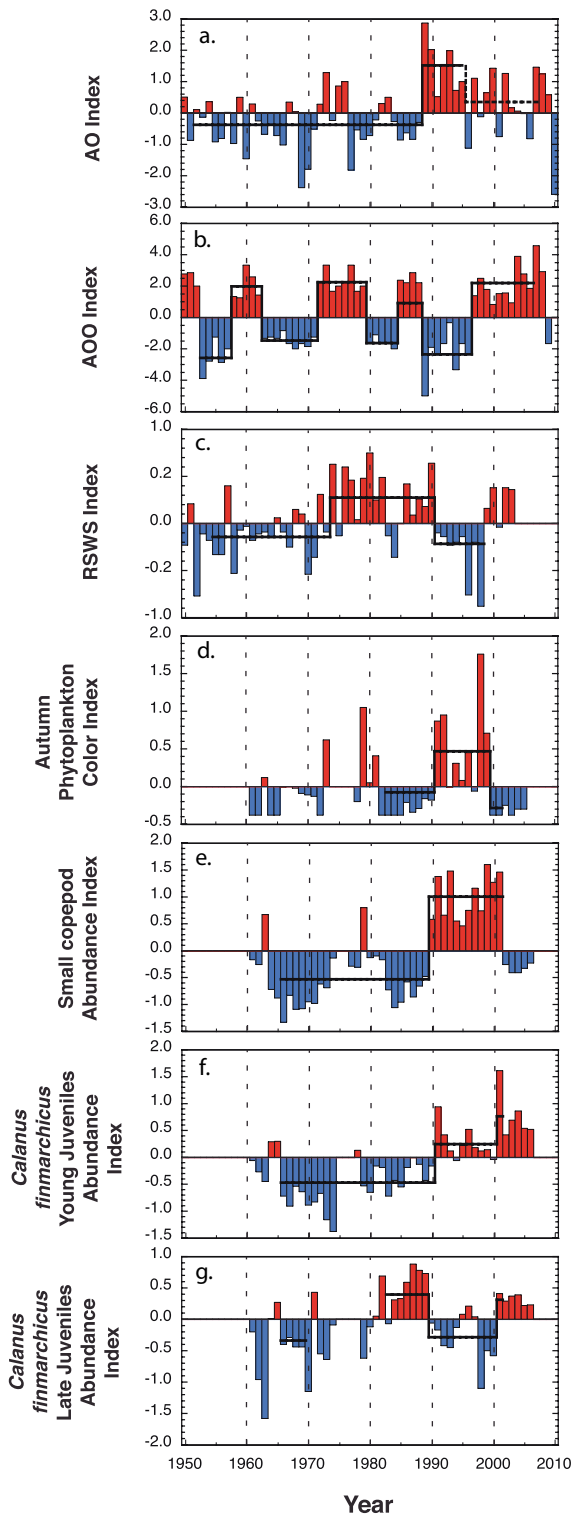 a.
AO Index
3.0
2.0
1.0
0.0
-1.0
-2.0
-3.0
b.
AOO Index
6.0
4.0
2.0
0.0
-2.0
-4.0
-6.0
c.
RSWS Index
1.0
0.2
0.0
-0.2
-1.0
d.
Autumn
Phytoplankton
Color Index
2.0
1.5
1.0
0.5
-0.0
-0.5
e.
Small copepod
Abundance Index
2.0
1.5
1.0
0.5
-0.0
-0.5
-1.0
-1.5
f.
Calanus
finmarchicus
Young Juveniles
Abundance
Index
2.0
1.5
1.0
0.5
0.0
-0.5
-1.0
-1.5
g.
Calanus
finmarchicus
Late Juveniles
Abundance
Index
1.0
0.5
-0.0
-0.5
-1.0
-1.5
-2.0
1950 1960 1970 1980 1990 2000 2010
Year